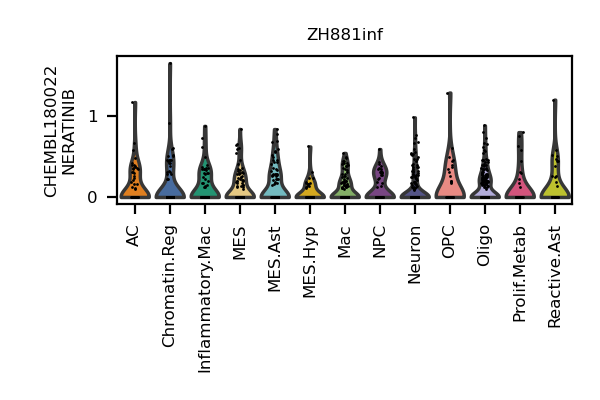 ZH881inf
CHEMBL180022
NERATINIB
1
0
AC
Chromatin.Reg
Inflammatory.Mac
MES
MES.Ast
MES.Hyp
Mac
NPC
Neuron
OPC
Oligo
Prolif.Metab
Reactive.Ast